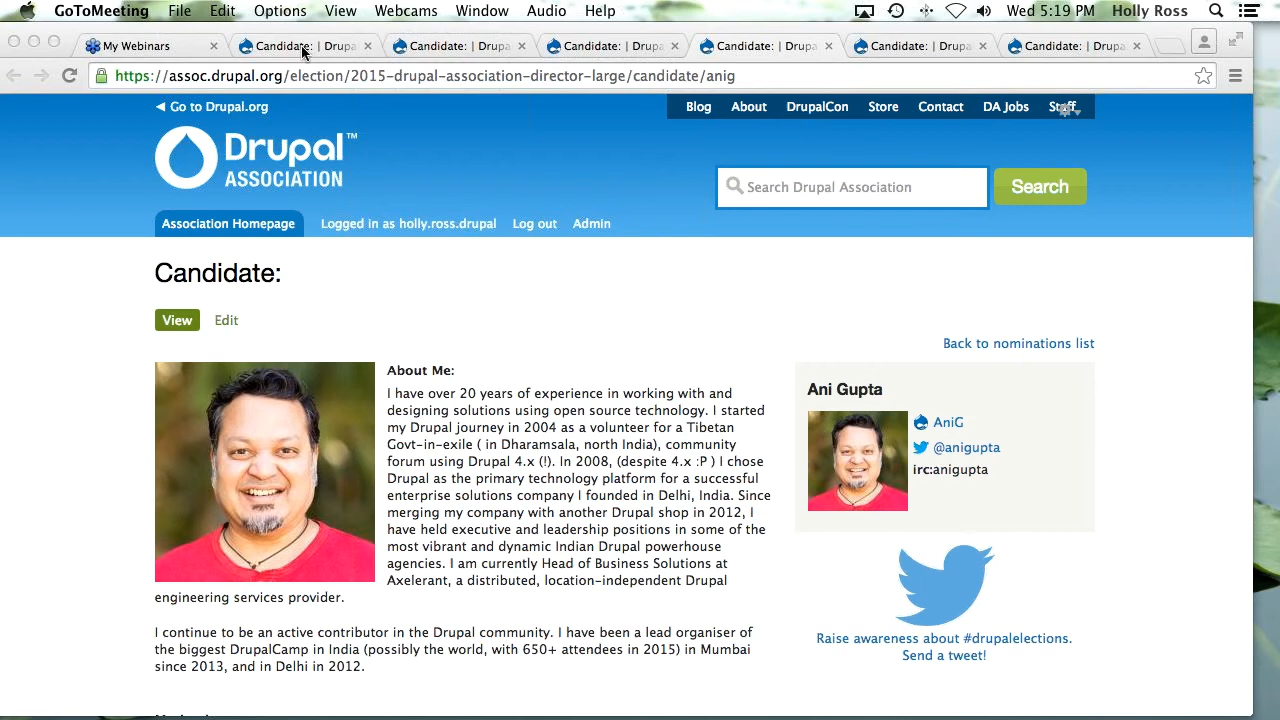 GoToMeeting File Edit Options View Webcams Window Audio Help Wed 5:19 PM Holly Ross
My Webinars Candidate: | Drupa Candidate: | Drupa Candidate: | Drupa Candidate: | Drupa Candidate: | Drupa Candidate: | Drupa
https://assoc.drupal.org/election/2015-drupal-association-director-large/candidate/anig
Go to Drupal.org Blog About DrupalCon Store Contact DA Jobs Staff
Drupal™
ASSOCIATION
Search Drupal Association Search
Association Homepage Logged in as holly.ross.drupal Log out Admin
Candidate:
View Edit
Back to nominations list
About Me:
I have over 20 years of experience in working with and
designing solutions using open source technology. I started
my Drupal journey in 2004 as a volunteer for a Tibetan
Govt-in-exile ( in Dharamsala, north India), community
forum using Drupal 4.x (!). In 2008, (despite 4.x :P ) I chose
Drupal as the primary technology platform for a successful
enterprise solutions company I founded in Delhi, India. Since
merging my company with another Drupal shop in 2012, I
have held executive and leadership positions in some of the
most vibrant and dynamic Indian Drupal powerhouse
agencies. I am currently Head of Business Solutions at
Axelerant, a distributed, location-independent Drupal
engineering services provider.
I continue to be an active contributor in the Drupal community. I have been a lead organiser of
the biggest DrupalCamp in India (possibly the world, with 650+ attendees in 2015) in Mumbai
since 2013, and in Delhi in 2012.
Ani Gupta
AniG
@anigupta
irc:anigupta
Raise awareness about #drupalelections.
Send a tweet!